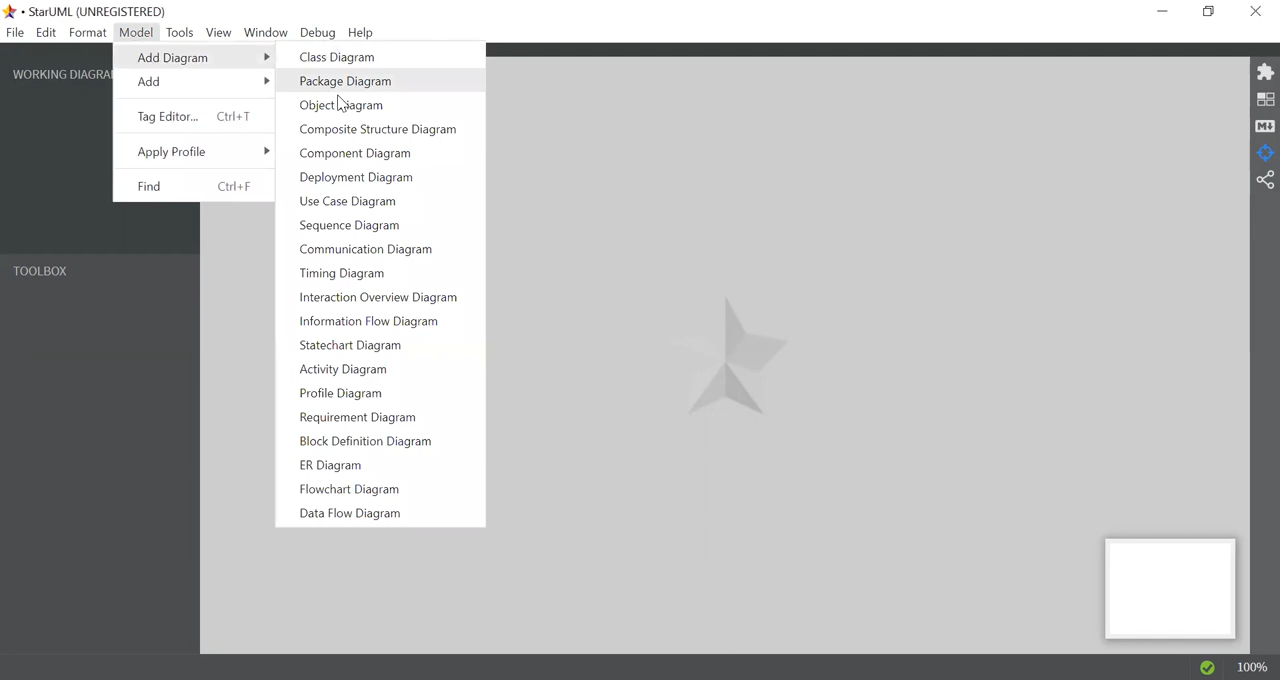 • StarUML (UNREGISTERED)
File Edit Format Model Tools View Window Debug Help
WORKING
TOOLBOX
Add Diagram
Add
Tag Editor... Ctrl+T
Apply Profile
Find Ctrl+F
Class Diagram
Package Diagram
Object Diagram
Composite Structure Diagram
Component Diagram
Deployment Diagram
Use Case Diagram
Sequence Diagram
Communication Diagram
Timing Diagram
Interaction Overview Diagram
Information Flow Diagram
Statechart Diagram
Activity Diagram
Profile Diagram
Requirement Diagram
Block Definition Diagram
ER Diagram
Flowchart Diagram
Data Flow Diagram
M
100%